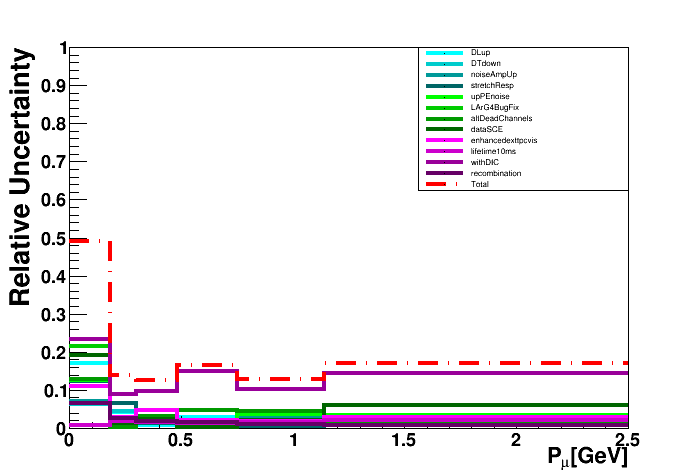 Relative Uncertainty
1
0.9
0.8
0.7
0.6
0.5
0.4
0.3
0.2
0.1
0
DLup
DTdown
noiseAmpUp
stretchResp
upPEnoise
LArG4BugFix
altDeadChannels
dataSCE
enhancedexttpcvis
lifetime10ms
withDIC
recombination
Total
0 0.5 1 1.5 2 2.5
Pμ[GeV]